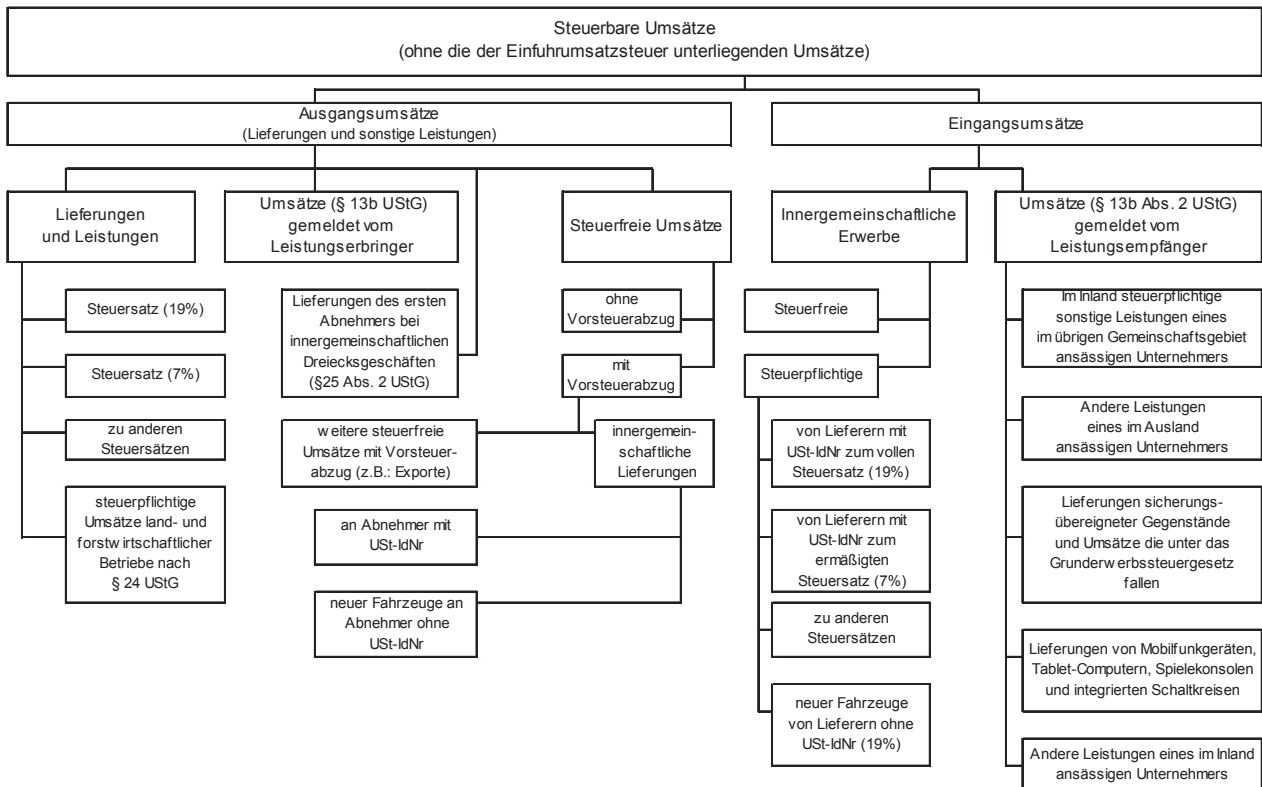 Steuerbare Umsätze
(ohne die der Einfuhrumsatzsteuer unterliegenden Umsätze)
Ausgangsumsätze
(Lieferungen und sonstige Leistungen)
Eingangsumsätze
Lieferungen
und Leistungen
Umsätze (§ 13b UStG)
gemeldet vom
Leistungserbringer
Steuerfreie Umsätze
Innergemeinschaftliche
Erwerbe
Umsätze (§ 13b Abs. 2 UStG)
gemeldet vom
Leistungsempfänger
Steuersatz (19%)
Steuersatz (7%)
zu anderen
Steuersätzen
steuerpflichtige
Umsätze land- und
forstwirtschaftlicher
Betriebe nach
§ 24 UStG
Lieferungen des ersten
Abnehmers bei
innergemeinschaftlichen
Dreiecksgeschäften
(§25 Abs. 2 UStG)
ohne
Vorsteuerabzug
mit
Vorsteuerabzug
weitere steuerfreie
Umsätze mit Vorsteuer-
abzug (z.B.: Exporte)
innergemein-
schaftliche
Lieferungen
an Abnehmer mit
USt-IdNr
neuer Fahrzeuge an
Abnehmer ohne
USt-IdNr
Steuerfreie
Steuerpflichtige
von Lieferern mit
USt-IdNr zum vollen
Steuersatz (19%)
von Lieferern mit
USt-IdNr zum
ermäßigten
Steuersatz (7%)
zu anderen
Steuersätzen
neuer Fahrzeuge
von Lieferern ohne
USt-IdNr (19%)
Im Inland steuerpflichtige
sonstige Leistungen eines
im übrigen Gemeinschaftsgebiet
ansässigen Unternehmers
Andere Leistungen
eines im Ausland
ansässigen Unternehmers
Lieferungen sicherungs-
übereigneter Gegenstände
und Umsätze die unter das
Grunderwerbssteuergesetz
fallen
Lieferungen von Mobilfunkgeräten,
Tablet-Computern, Spielekonsolen
und integrierten Schaltkreisen
Andere Leistungen eines im Inland
ansässigen Unternehmers